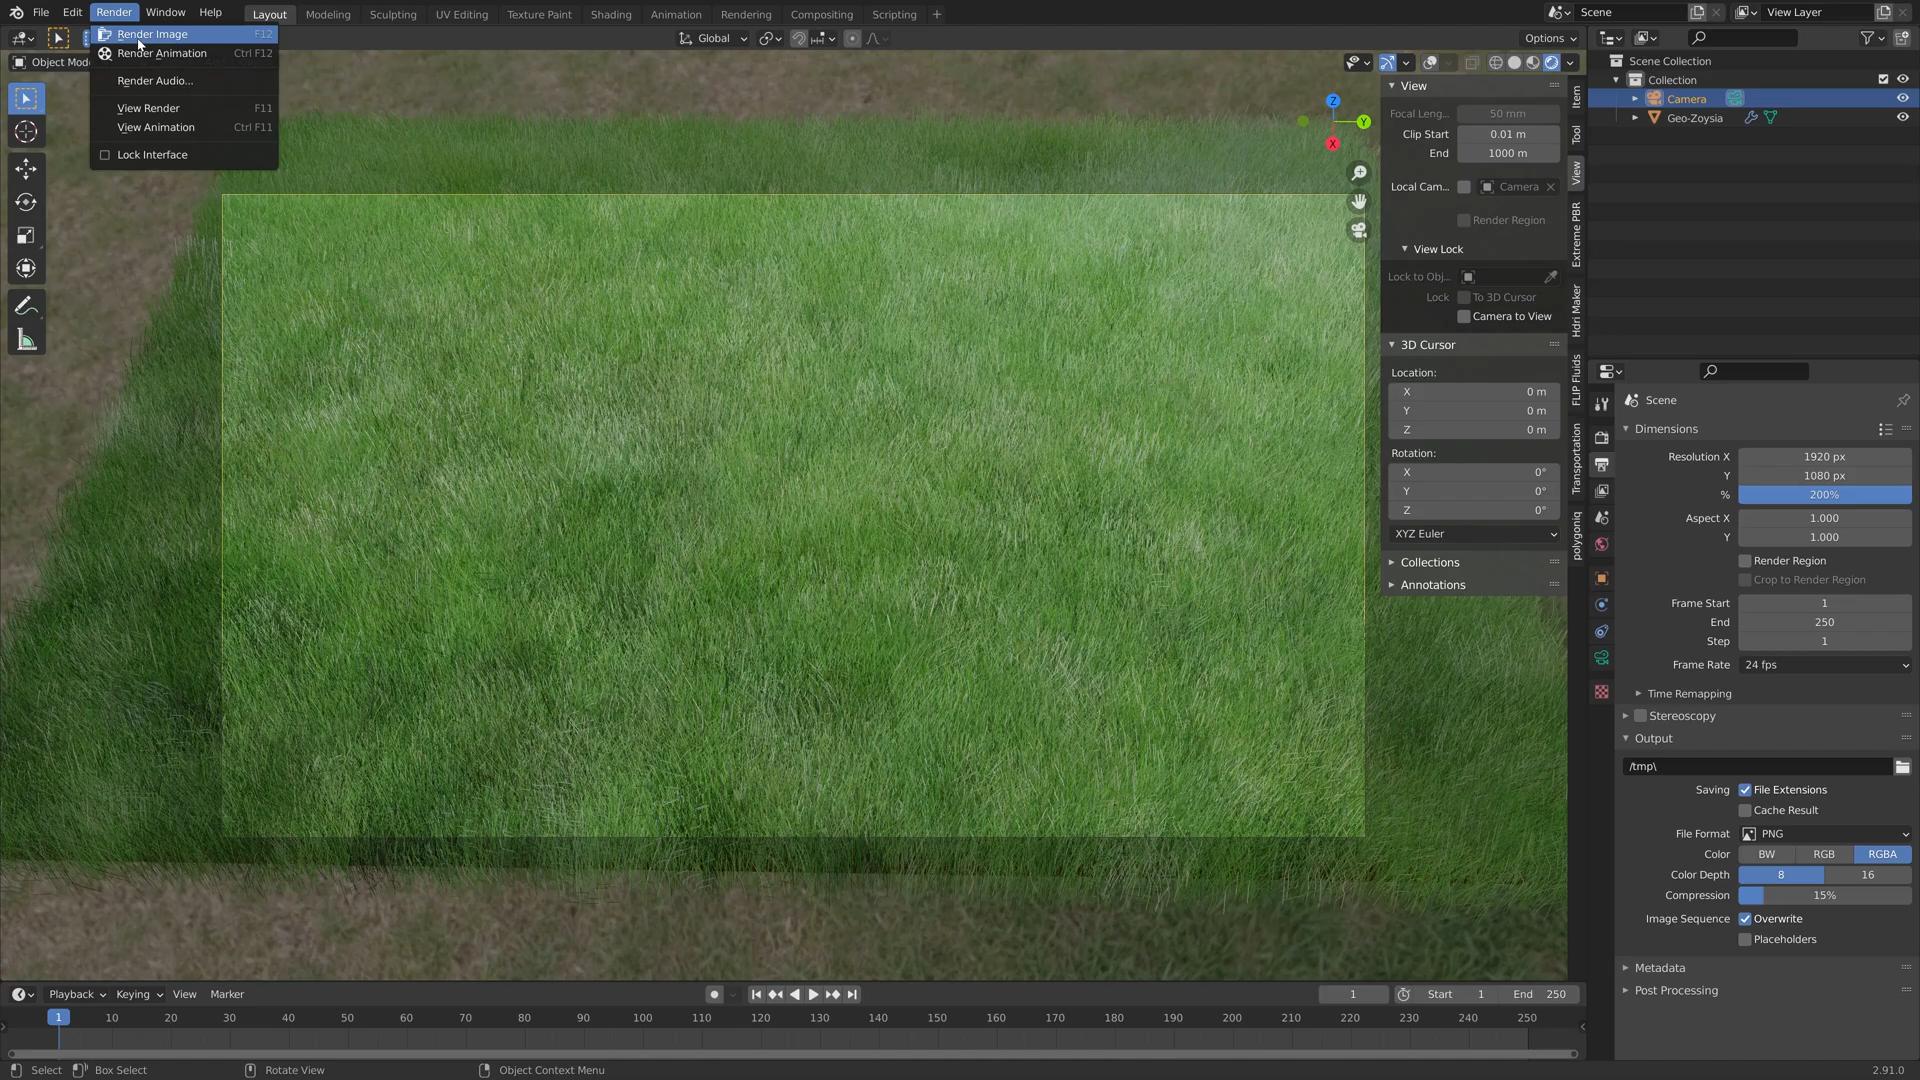 File Edit Render Window Help Layout Modeling Sculpting UV Editing Texture Paint Shading Animation Rendering Compositing Scripting + Scene View Layer
Render Image F12
Render Animation Ctrl F12
Render Audio...
View Render F11
View Animation Ctrl F11
Lock Interface
Object Mod
Global
Options
Z
Y
X
View
Focal Leng... 50 mm
Clip Start 0.01 m
End 1000 m
Local Cam... Camera
Render Region
View Lock
Lock to Obj...
Lock To 3D Cursor
Camera to View
3D Cursor
Location:
X 0 m
Y 0 m
Z 0 m
Rotation:
X 0°
Y 0°
Z 0°
XYZ Euler
Collections
Annotations
Item
Tool
View
Extreme PBR
Hdri Maker
FLIP Fluids
Transportation
polygoniq
Scene Collection
Collection
Camera
Geo-Zoysia
Scene
Dimensions
Resolution X 1920 px
Y 1080 px
% 200%
Aspect X 1.000
Y 1.000
Render Region
Crop to Render Region
Frame Start 1
End 250
Step 1
Frame Rate 24 fps
Time Remapping
Stereoscopy
Output
/tmp\
Saving File Extensions
Cache Result
File Format PNG
Color BW RGB RGBA
Color Depth 8 16
Compression 15%
Image Sequence Overwrite
Placeholders
Metadata
Post Processing
Playback Keying View Marker 1 Start 1 End 250
1 10 20 30 40 50 60 70 80 90 100 110 120 130 140 150 160 170 180 190 200 210 220 230 240 250
Select Box Select Rotate View Object Context Menu 2.91.0